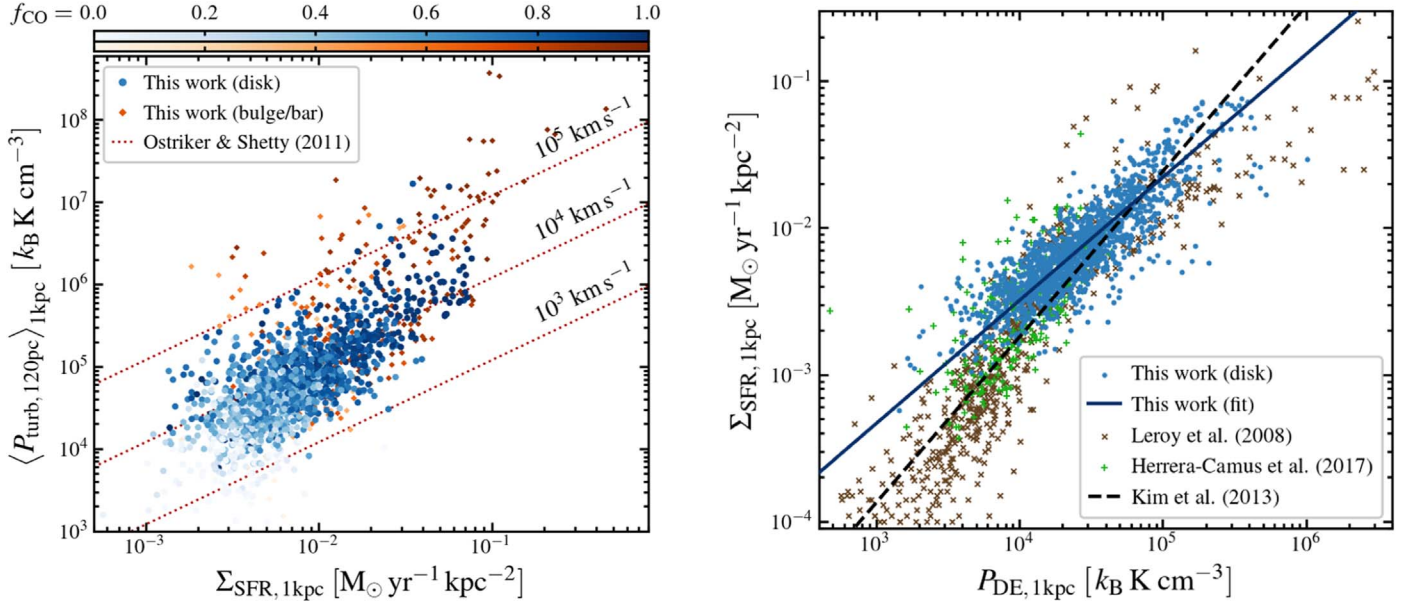 f_CO = 0.0 0.2 0.4 0.6 0.8 1.0
This work (disk)
This work (bulge/bar)
Ostriker & Shetty (2011)
10^5 km s^−1
10^4 km s^−1
10^3 km s^−1
10^8
10^7
10^6
10^5
10^4
10^3
⟨P_turb, 120pc⟩_1kpc [k_B K cm^−3]
10^−3 10^−2 10^−1
Σ_SFR, 1kpc [M_⊙ yr^−1 kpc^−2]
10^−1
10^−2
10^−3
10^−4
Σ_SFR, 1kpc [M_⊙ yr^−1 kpc^−2]
This work (disk)
This work (fit)
Leroy et al. (2008)
Herrera-Camus et al. (2017)
Kim et al. (2013)
10^3 10^4 10^5 10^6
P_DE, 1kpc [k_B K cm^−3]